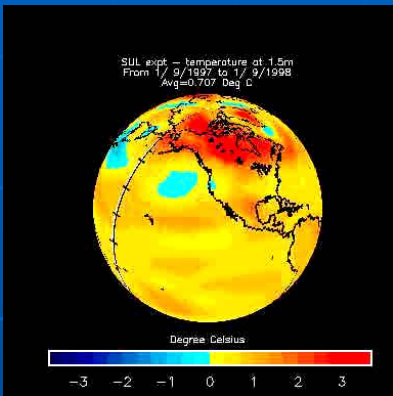 SUL expt – temperature at 1.5m
From 1/ 9/1997 to 1/ 9/1998
Avg=0.707 Deg C
Degree Celsius
-3 -2 -1 0 1 2 3